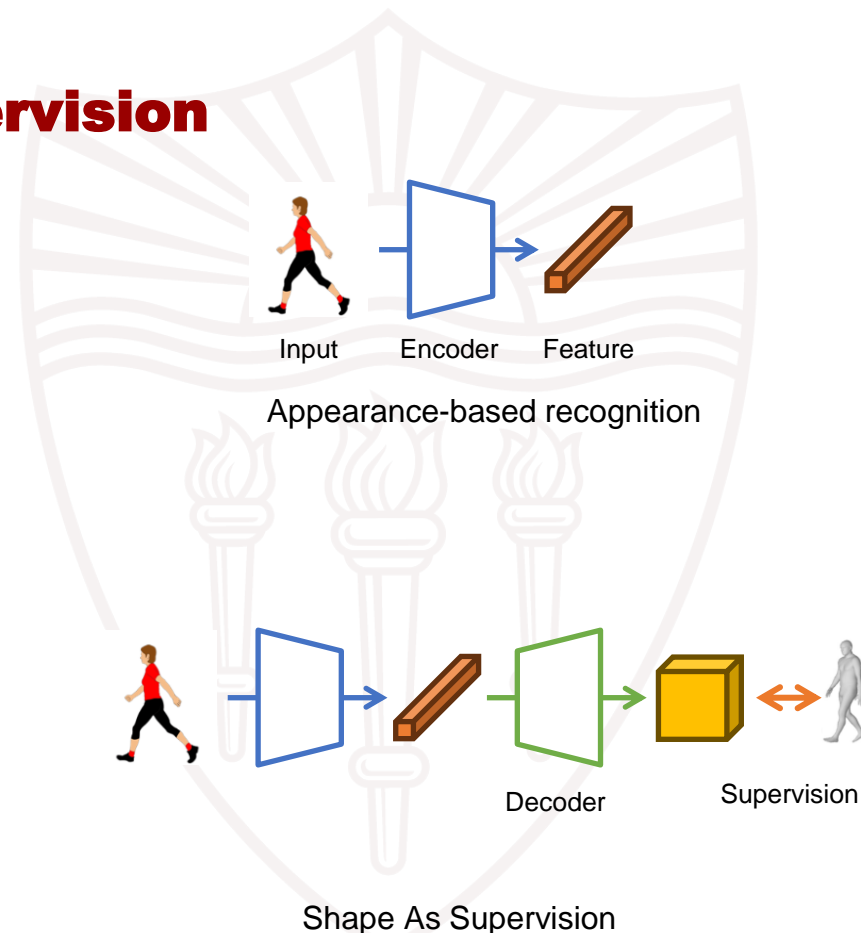 ervision
Input Encoder Feature
Appearance-based recognition
Decoder Supervision
Shape As Supervision